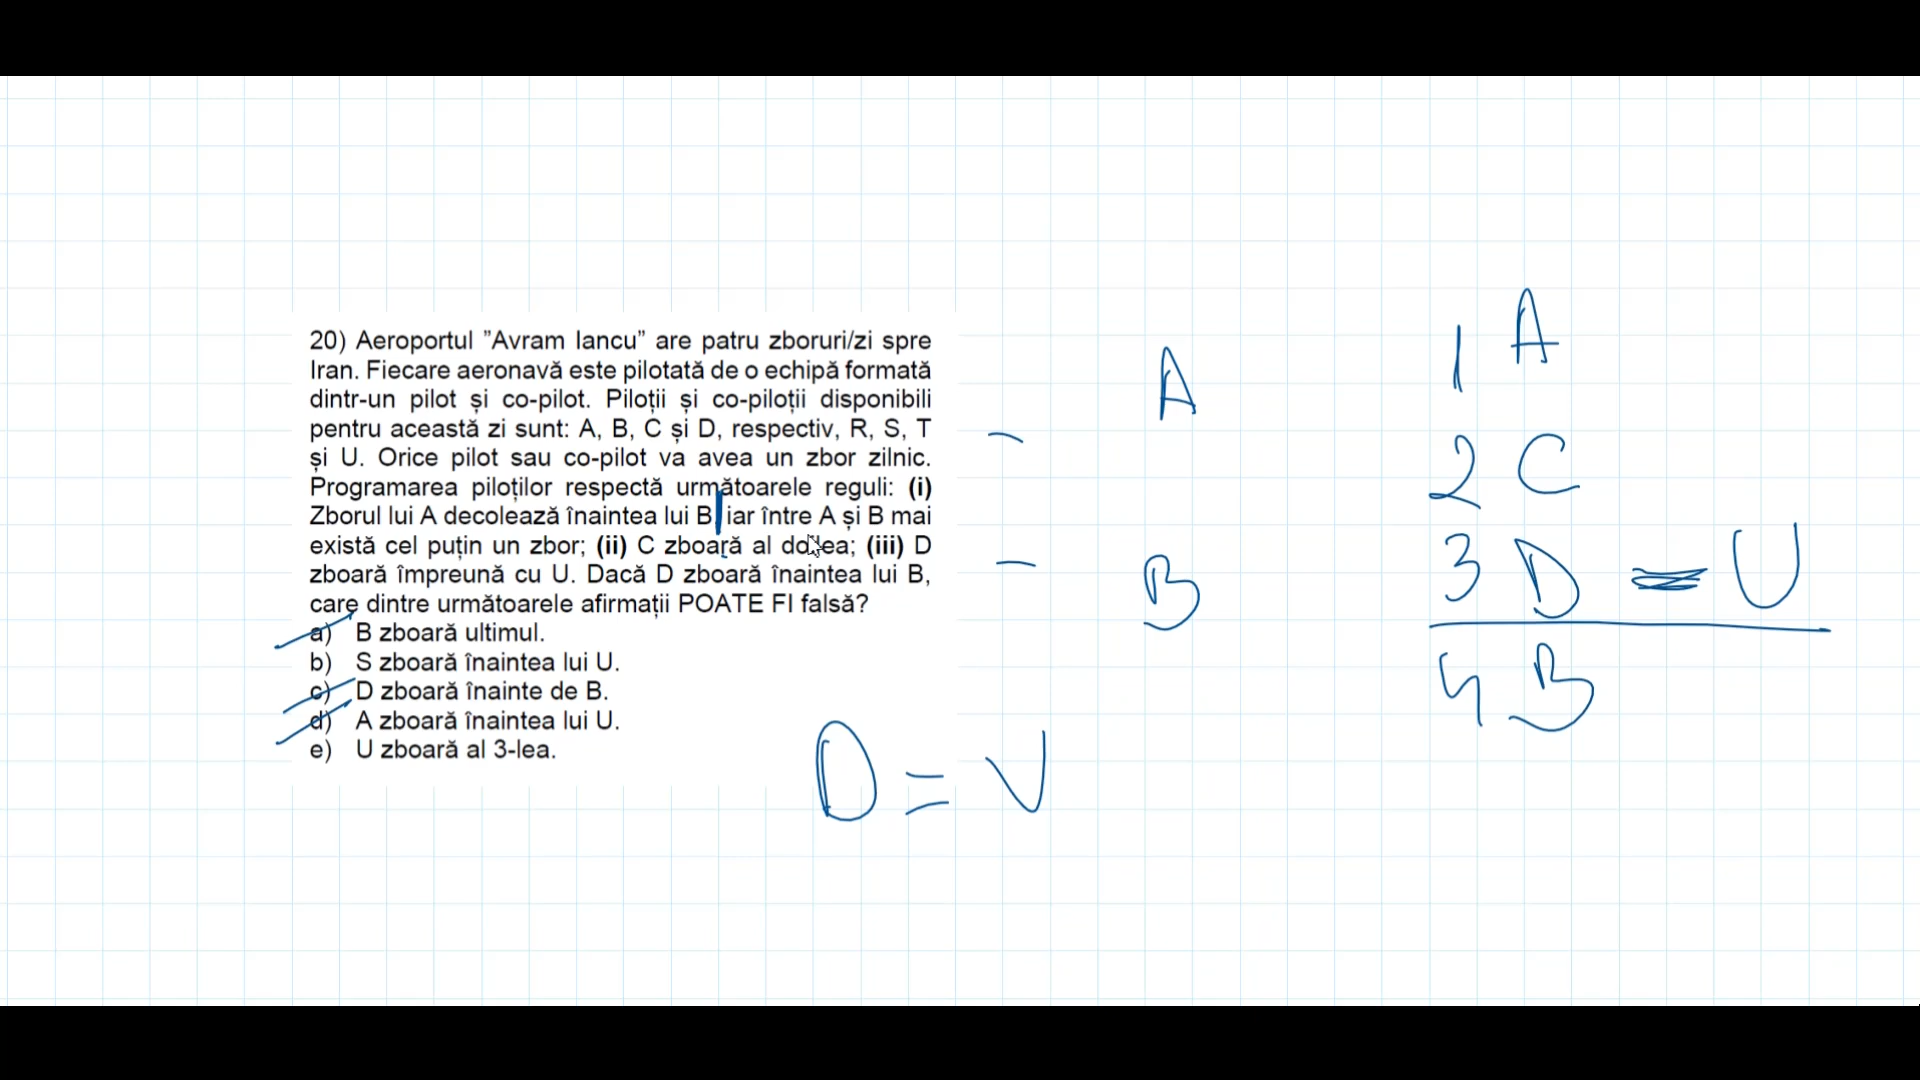 20) Aeroportul ”Avram Iancu” are patru zboruri/zi spre
Iran. Fiecare aeronavă este pilotată de o echipă formată
dintr-un pilot și co-pilot. Piloții și co-piloții disponibili
pentru această zi sunt: A, B, C și D, respectiv, R, S, T
și U. Orice pilot sau co-pilot va avea un zbor zilnic.
Programarea piloților respectă următoarele reguli: (i)
Zborul lui A decolează înaintea lui B, iar între A și B mai
există cel puțin un zbor; (ii) C zboară al doilea; (iii) D
zboară împreună cu U. Dacă D zboară înaintea lui B,
care dintre următoarele afirmații POATE FI falsă?
a) B zboară ultimul.
b) S zboară înaintea lui U.
c) D zboară înainte de B.
d) A zboară înaintea lui U.
e) U zboară al 3-lea.
A
B
D = U
1 A
2 C
3 D = U
4 B